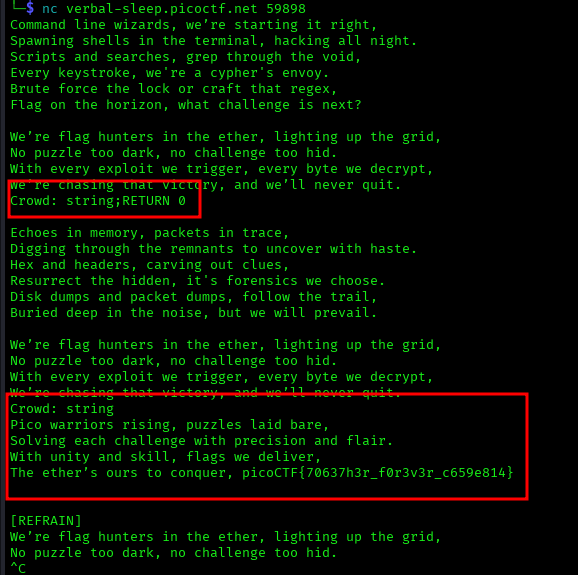 └─$ nc verbal-sleep.picoctf.net 59898
Command line wizards, we’re starting it right,
Spawning shells in the terminal, hacking all night.
Scripts and searches, grep through the void,
Every keystroke, we're a cypher's envoy.
Brute force the lock or craft that regex,
Flag on the horizon, what challenge is next?
We’re flag hunters in the ether, lighting up the grid,
No puzzle too dark, no challenge too hid.
With every exploit we trigger, every byte we decrypt,
We’re chasing that victory, and we’ll never quit.
Crowd: string;RETURN 0
Echoes in memory, packets in trace,
Digging through the remnants to uncover with haste.
Hex and headers, carving out clues,
Resurrect the hidden, it's forensics we choose.
Disk dumps and packet dumps, follow the trail,
Buried deep in the noise, but we will prevail.
We’re flag hunters in the ether, lighting up the grid,
No puzzle too dark, no challenge too hid.
With every exploit we trigger, every byte we decrypt,
We’re chasing that victory, and we’ll never quit.
Crowd: string
Pico warriors rising, puzzles laid bare,
Solving each challenge with precision and flair.
With unity and skill, flags we deliver,
The ether’s ours to conquer, picoCTF{70637h3r_f0r3v3r_c659e814}
[REFRAIN]
We’re flag hunters in the ether, lighting up the grid,
No puzzle too dark, no challenge too hid.
^C